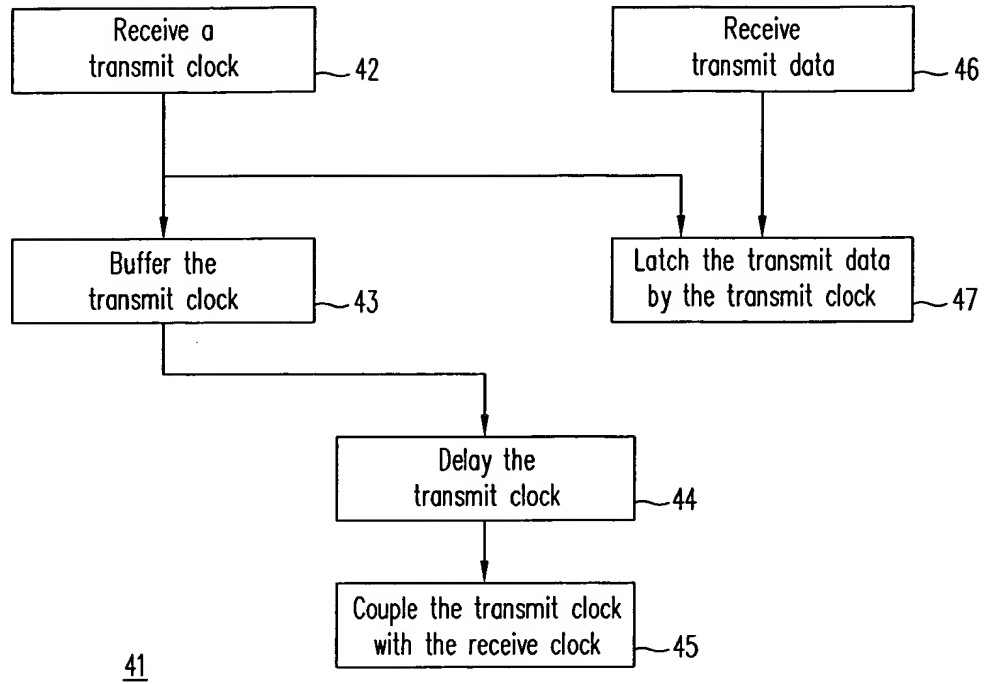 Receive a
transmit clock
42
Receive
transmit data
46
Buffer the
transmit clock
43
Latch the transmit data
by the transmit clock
47
Delay the
transmit clock
44
Couple the transmit clock
with the receive clock
45
41